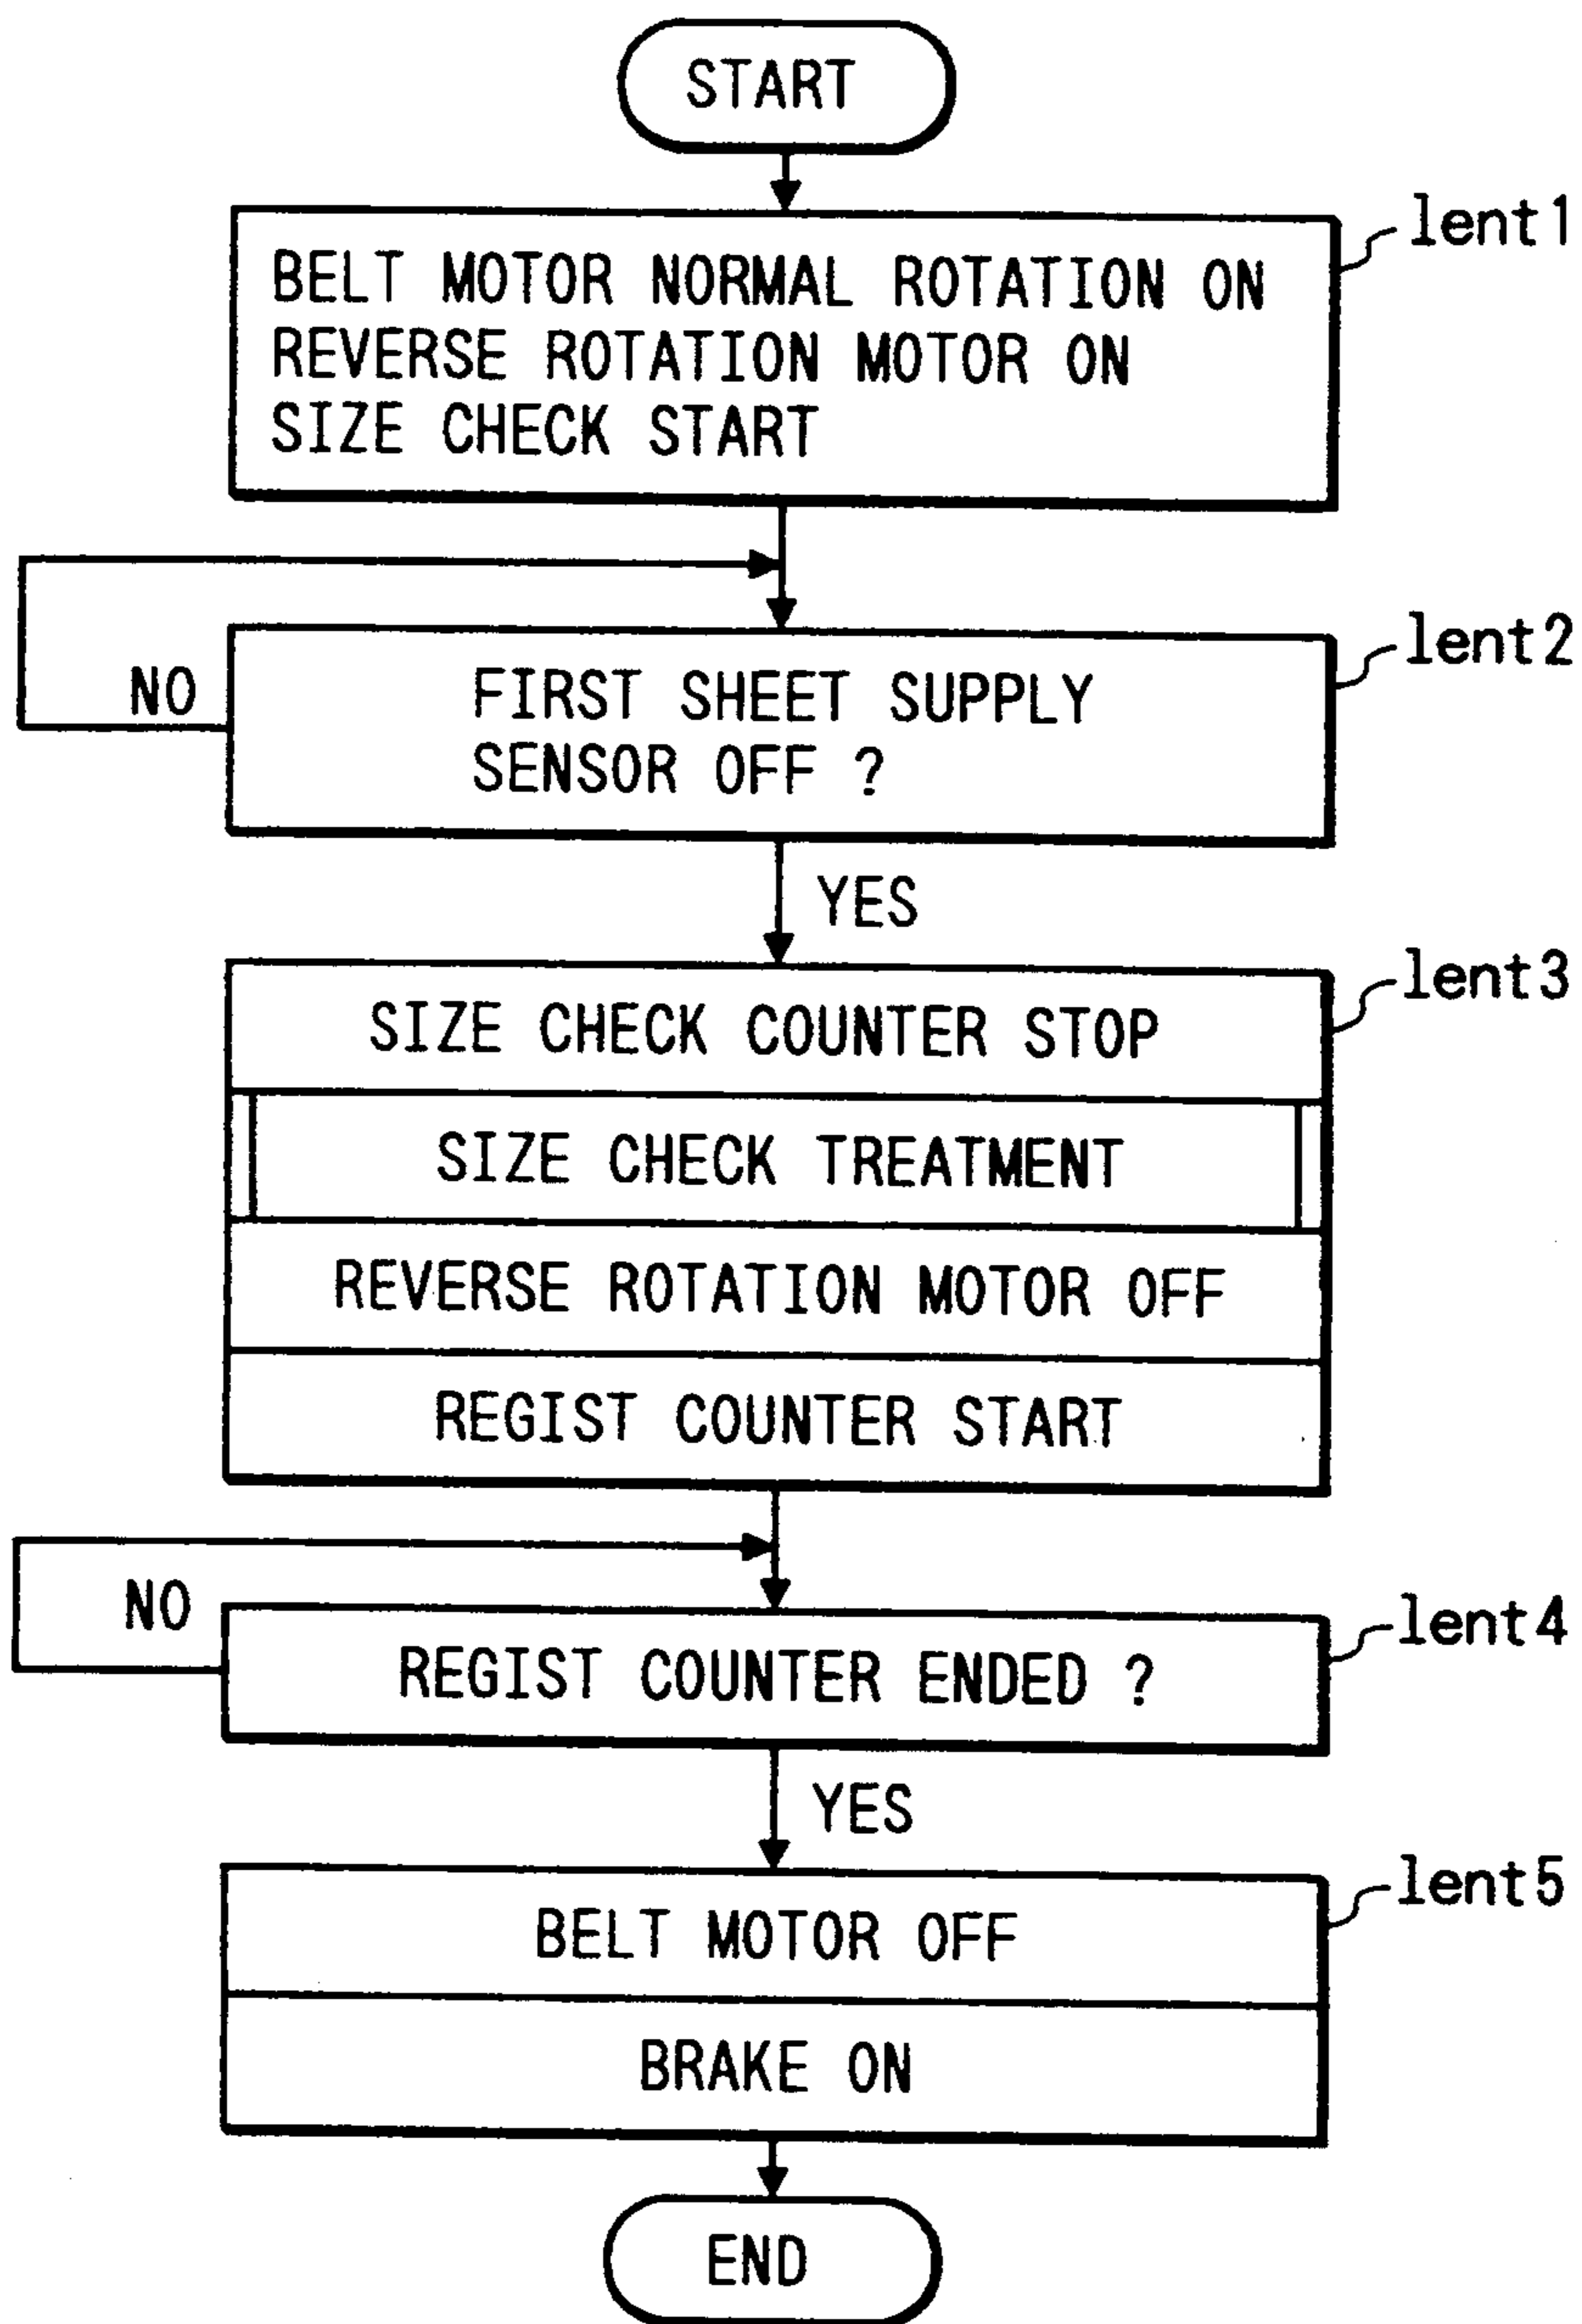 START
lent1
BELT MOTOR NORMAL ROTATION ON
REVERSE ROTATION MOTOR ON
SIZE CHECK START
lent2
NO
FIRST SHEET SUPPLY
SENSOR OFF ?
YES
lent3
SIZE CHECK COUNTER STOP
SIZE CHECK TREATMENT
REVERSE ROTATION MOTOR OFF
REGIST COUNTER START
NO
lent4
REGIST COUNTER ENDED ?
YES
lent5
BELT MOTOR OFF
BRAKE ON
END